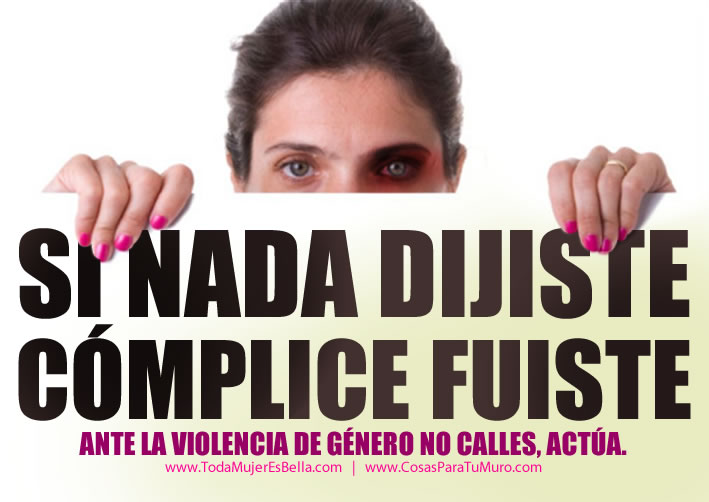 SI NADA DIJISTE
CÓMPLICE FUISTE
ANTE LA VIOLENCIA DE GÉNERO NO CALLES, ACTÚA.
www.TodaMujerEsBella.com | www.CosasParaTuMuro.com